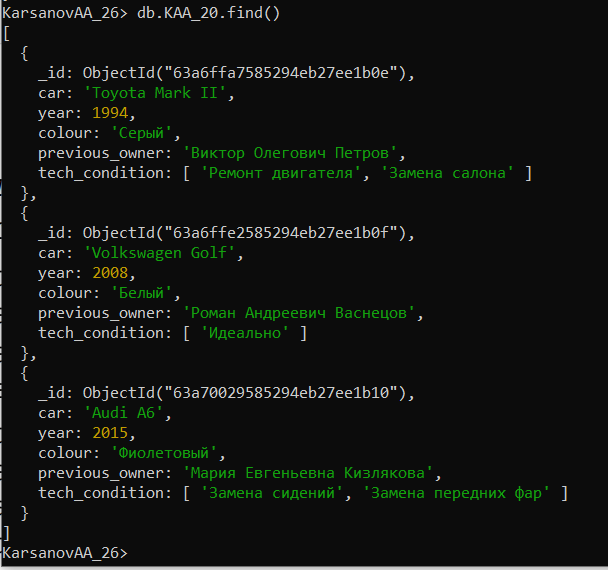 KarsanovAA_26> db.KAA_20.find()
[
  {
    _id: ObjectId("63a6ffa7585294eb27ee1b0e"),
    car: 'Toyota Mark II',
    year: 1994,
    colour: 'Серый',
    previous_owner: 'Виктор Олегович Петров',
    tech_condition: [ 'Ремонт двигателя', 'Замена салона' ]
  },
  {
    _id: ObjectId("63a6ffe2585294eb27ee1b0f"),
    car: 'Volkswagen Golf',
    year: 2008,
    colour: 'Белый',
    previous_owner: 'Роман Андреевич Васнецов',
    tech_condition: [ 'Идеально' ]
  },
  {
    _id: ObjectId("63a70029585294eb27ee1b10"),
    car: 'Audi A6',
    year: 2015,
    colour: 'Фиолетовый',
    previous_owner: 'Мария Евгеньевна Кизлякова',
    tech_condition: [ 'Замена сидений', 'Замена передних фар' ]
  }
]
KarsanovAA_26>